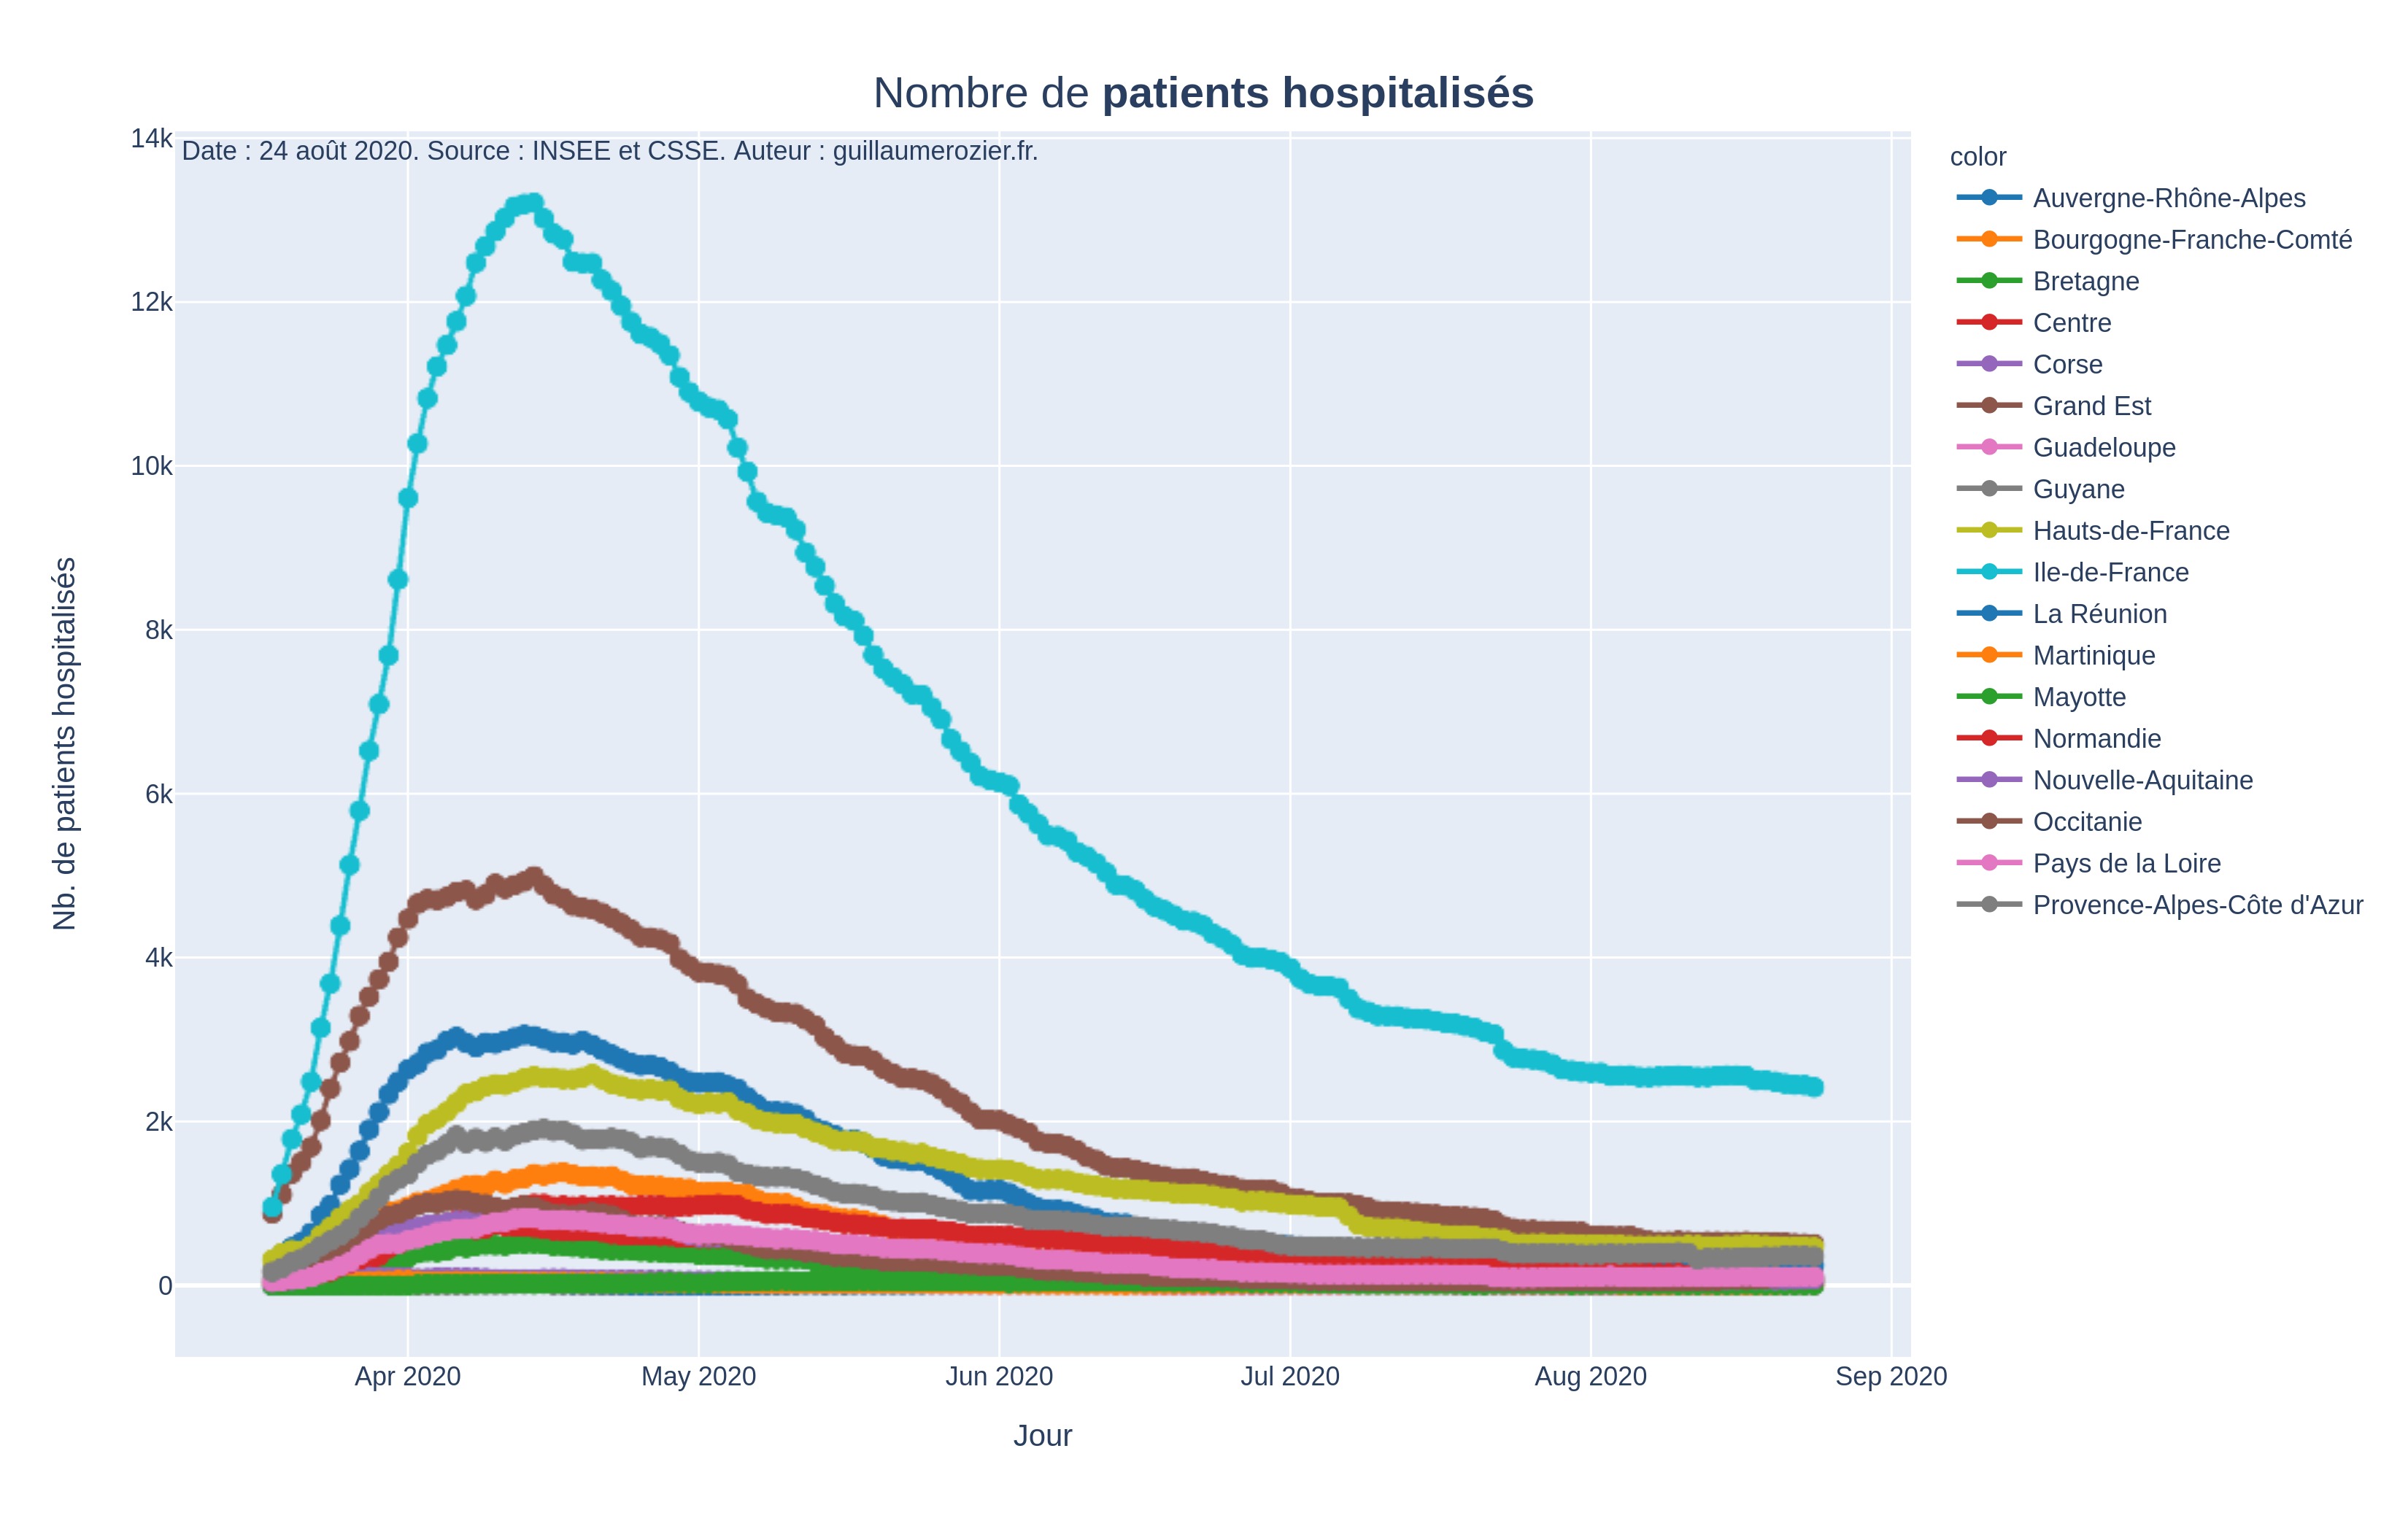 Nombre de patients hospitalisés
Date : 24 août 2020. Source : INSEE et CSSE. Auteur : guillaumerozier.fr.
14k
12k
10k
8k
6k
4k
2k
0
Nb. de patients hospitalisés
Apr 2020
May 2020
Jun 2020
Jul 2020
Aug 2020
Sep 2020
Jour
color
Auvergne-Rhône-Alpes
Bourgogne-Franche-Comté
Bretagne
Centre
Corse
Grand Est
Guadeloupe
Guyane
Hauts-de-France
Ile-de-France
La Réunion
Martinique
Mayotte
Normandie
Nouvelle-Aquitaine
Occitanie
Pays de la Loire
Provence-Alpes-Côte d'Azur